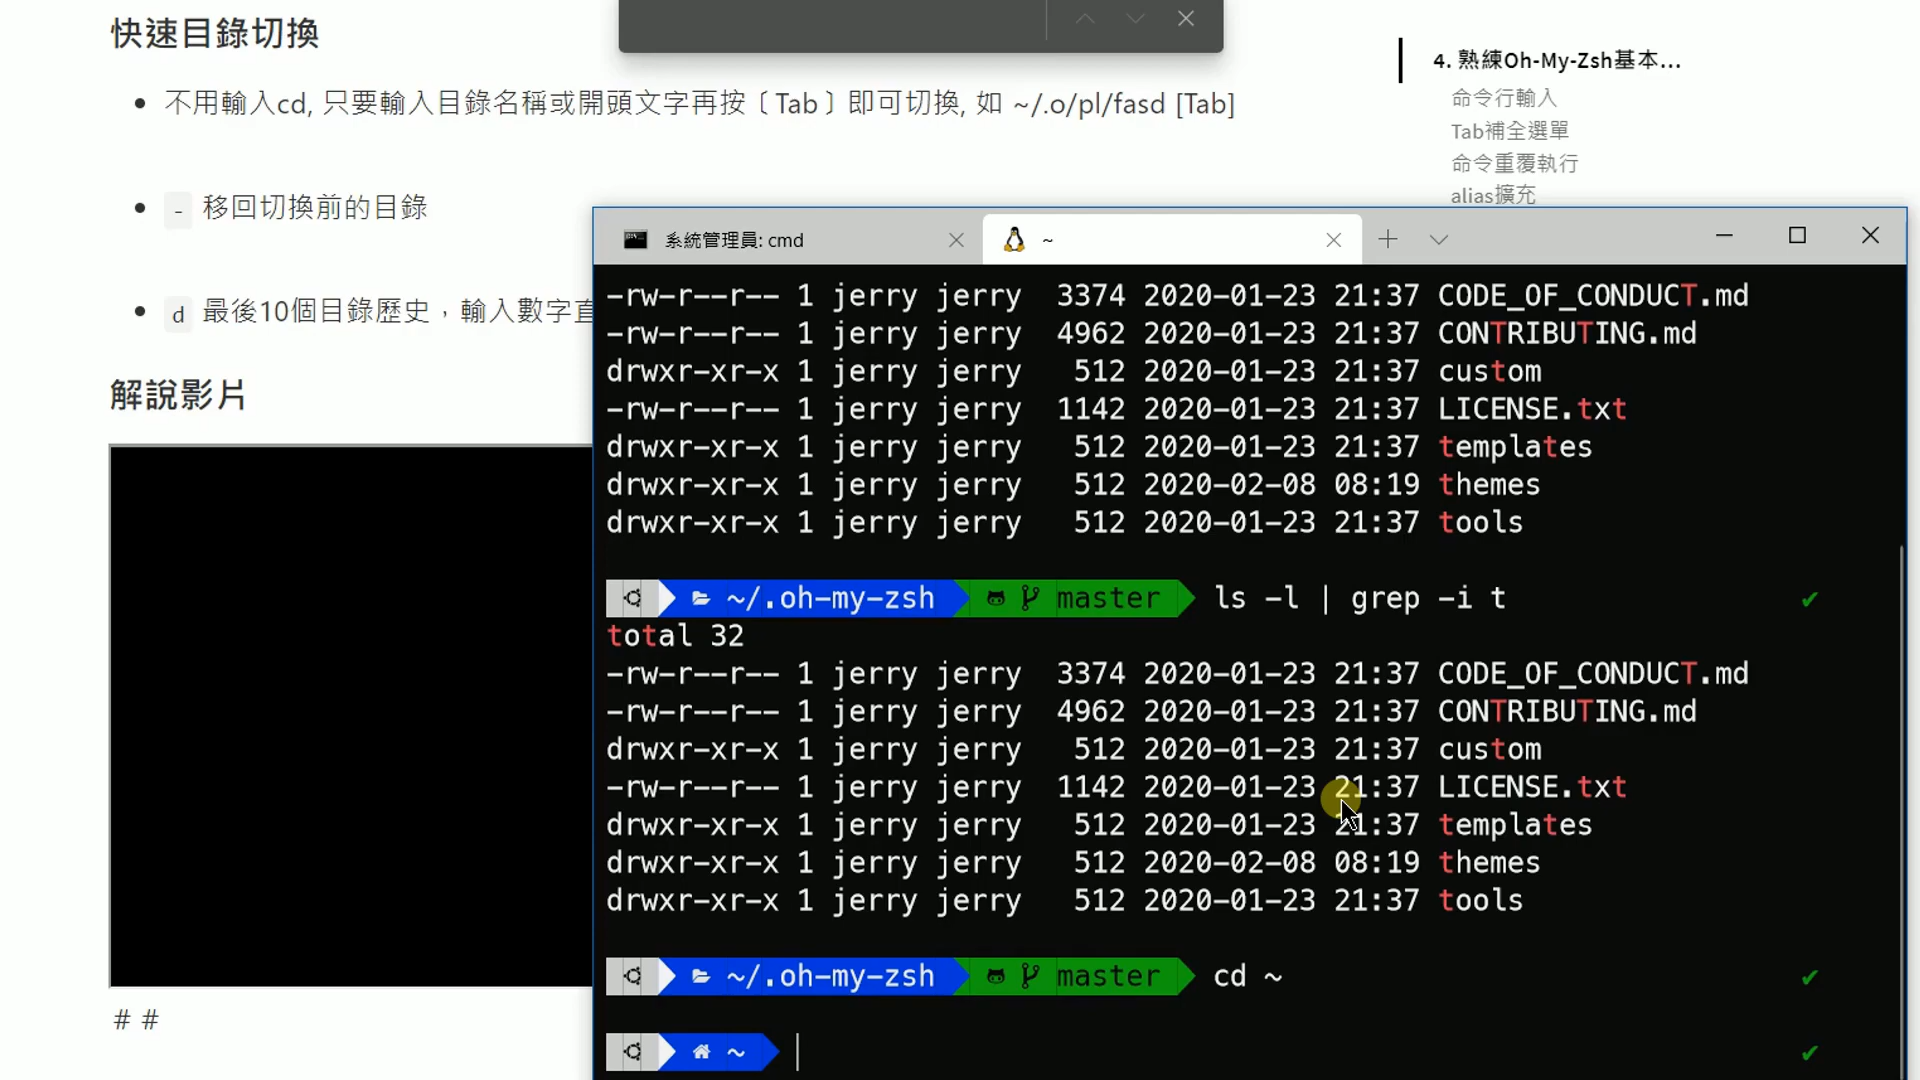 快速目錄切換
不用輸入cd, 只要輸入目錄名稱或開頭文字再按〔Tab〕即可切換, 如 ~/.o/pl/fasd [Tab]
- 移回切換前的目錄
d 最後10個目錄歷史，輸入數字直
解說影片
# #
4. 熟練Oh-My-Zsh基本...
命令行輸入
Tab補全選單
命令重覆執行
alias擴充
系統管理員: cmd
~
-rw-r--r-- 1 jerry jerry 3374 2020-01-23 21:37 CODE_OF_CONDUCT.md
-rw-r--r-- 1 jerry jerry 4962 2020-01-23 21:37 CONTRIBUTING.md
drwxr-xr-x 1 jerry jerry 512 2020-01-23 21:37 custom
-rw-r--r-- 1 jerry jerry 1142 2020-01-23 21:37 LICENSE.txt
drwxr-xr-x 1 jerry jerry 512 2020-01-23 21:37 templates
drwxr-xr-x 1 jerry jerry 512 2020-02-08 08:19 themes
drwxr-xr-x 1 jerry jerry 512 2020-01-23 21:37 tools
~/.oh-my-zsh master ls -l | grep -i t ✔
total 32
-rw-r--r-- 1 jerry jerry 3374 2020-01-23 21:37 CODE_OF_CONDUCT.md
-rw-r--r-- 1 jerry jerry 4962 2020-01-23 21:37 CONTRIBUTING.md
drwxr-xr-x 1 jerry jerry 512 2020-01-23 21:37 custom
-rw-r--r-- 1 jerry jerry 1142 2020-01-23 21:37 LICENSE.txt
drwxr-xr-x 1 jerry jerry 512 2020-01-23 21:37 templates
drwxr-xr-x 1 jerry jerry 512 2020-02-08 08:19 themes
drwxr-xr-x 1 jerry jerry 512 2020-01-23 21:37 tools
~/.oh-my-zsh master cd ~ ✔
~ ✔